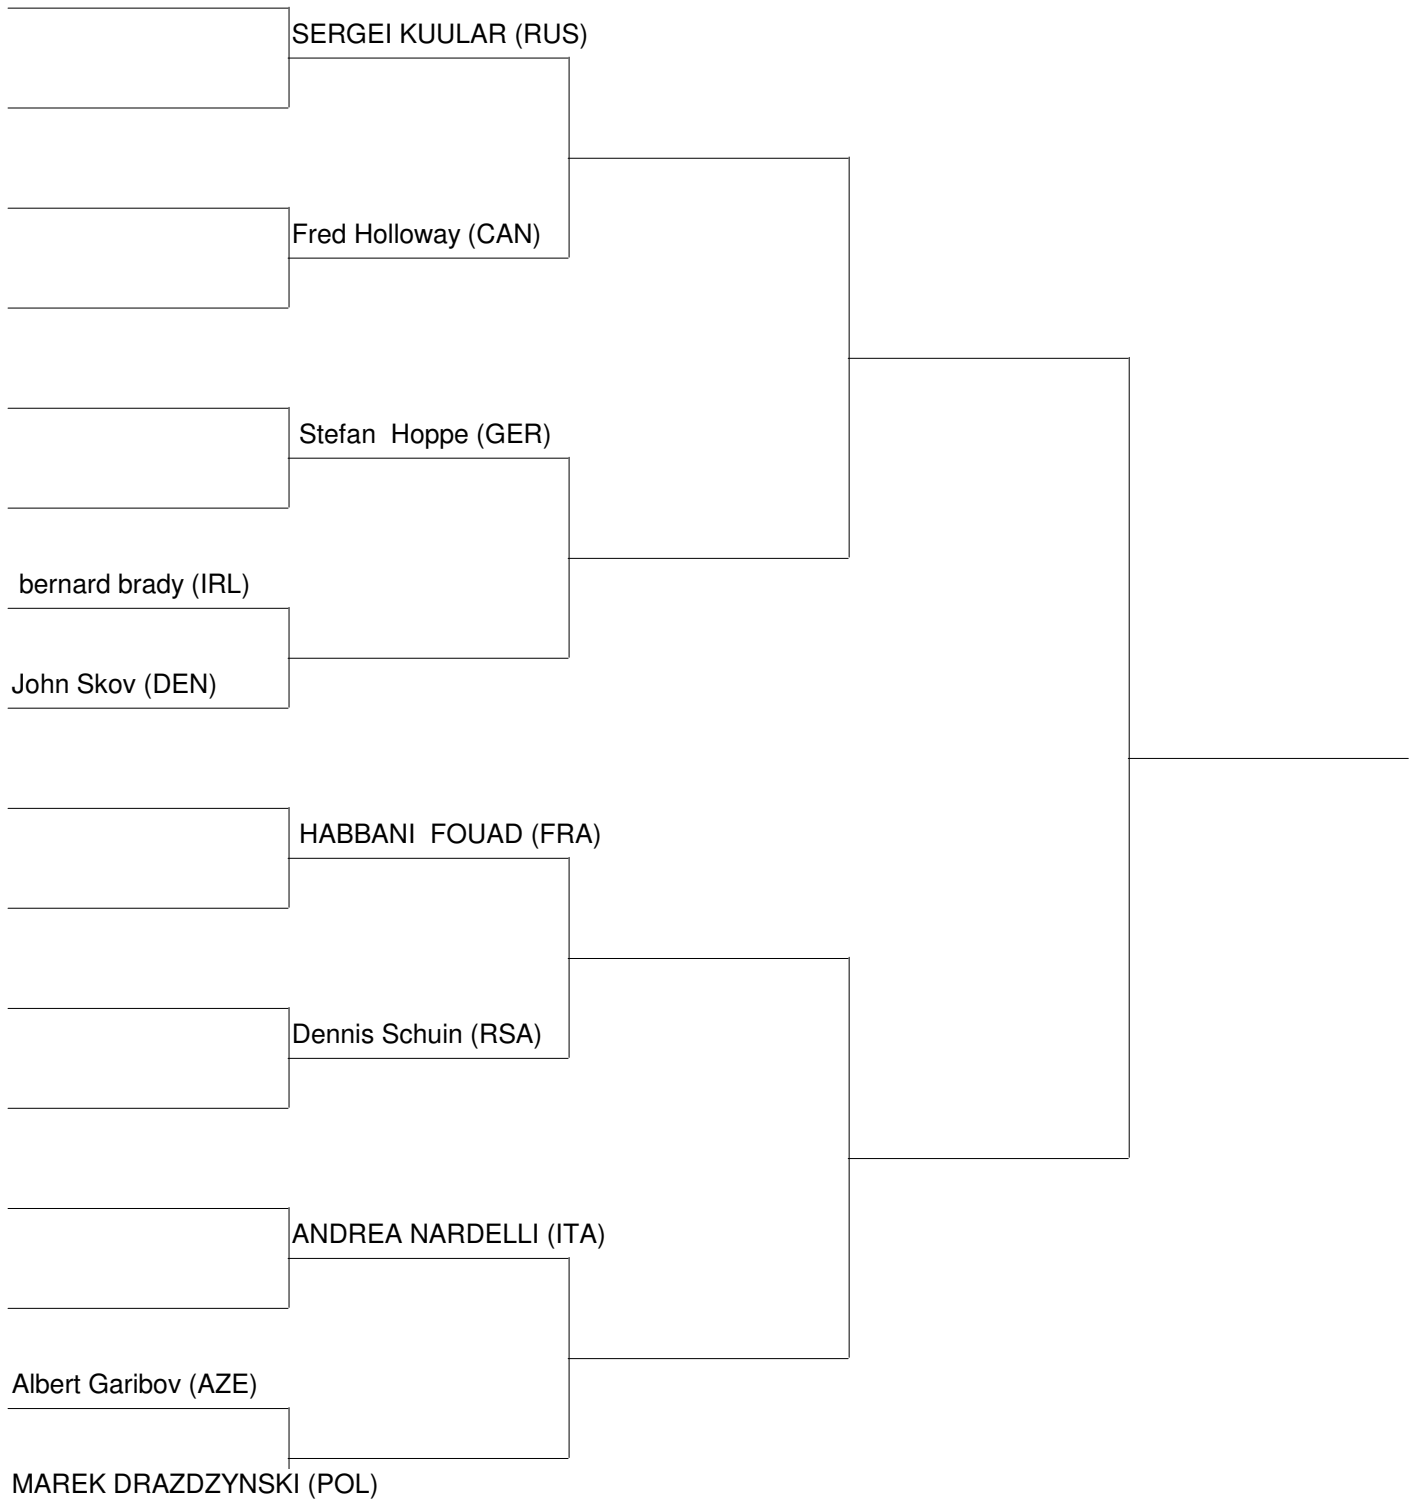 SERGEI KUULAR (RUS)
Fred Holloway (CAN)
Stefan  Hoppe (GER)
bernard brady (IRL)
John Skov (DEN)
HABBANI  FOUAD (FRA)
Dennis Schuin (RSA)
ANDREA NARDELLI (ITA)
Albert Garibov (AZE)
MAREK DRAZDZYNSKI (POL)